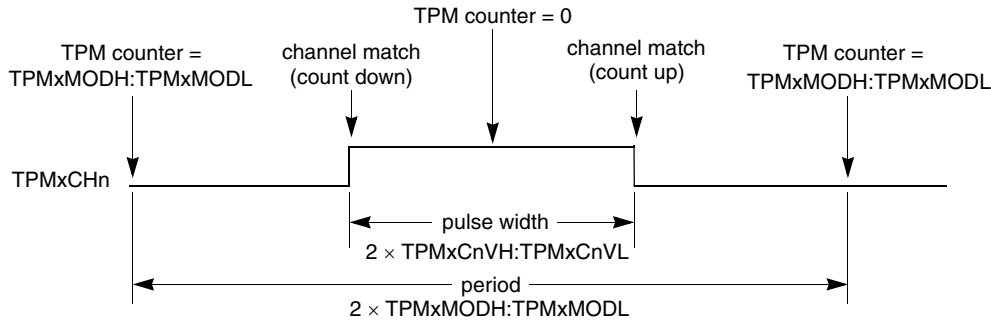 TPM counter = 0
TPM counter =
TPMxMODH:TPMxMODL
channel match
(count down)
channel match
(count up)
TPM counter =
TPMxMODH:TPMxMODL
TPMxCHn
pulse width
2 × TPMxCnVH:TPMxCnVL
period
2 × TPMxMODH:TPMxMODL